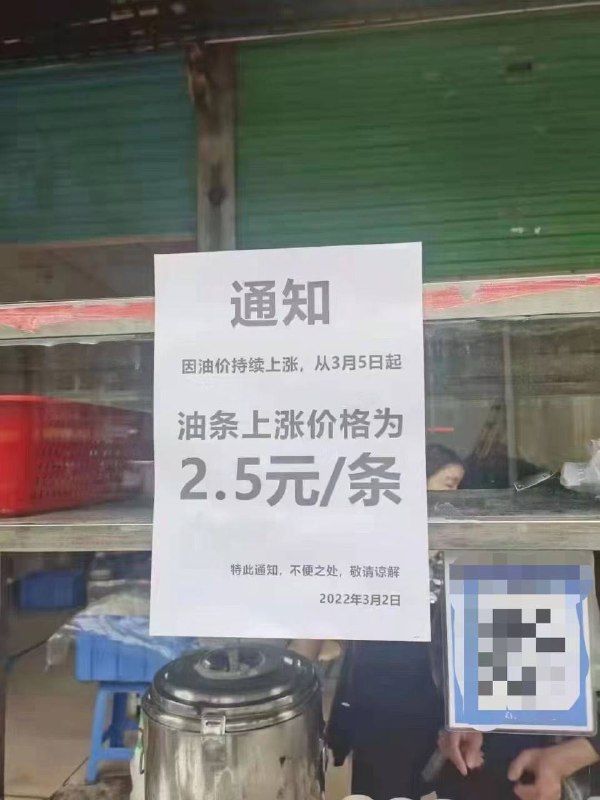 通知
因油价持续上涨，从3月5日起
油条上涨价格为
2.5元/条
特此通知，不便之处，敬请谅解
2022年3月2日